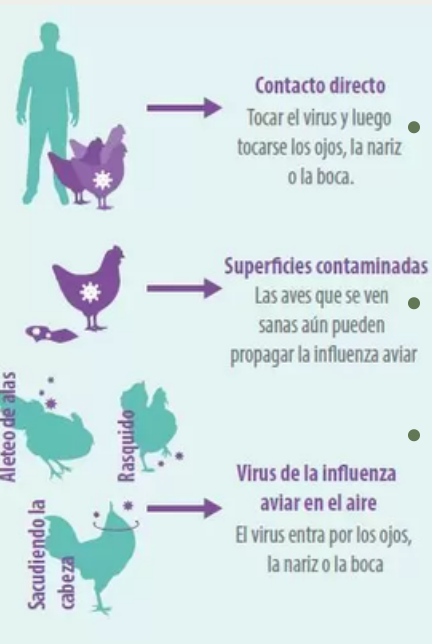 Contacto directo
Tocar el virus y luego
tocarse los ojos, la nariz
o la boca.
Superficies contaminadas
Las aves que se ven
sanas aún pueden
propagar la influenza aviar
Aleteo de alas
Rasquido
Virus de la influenza
aviar en el aire
El virus entra por los ojos,
la nariz o la boca
Sacudiendo la
cabeza